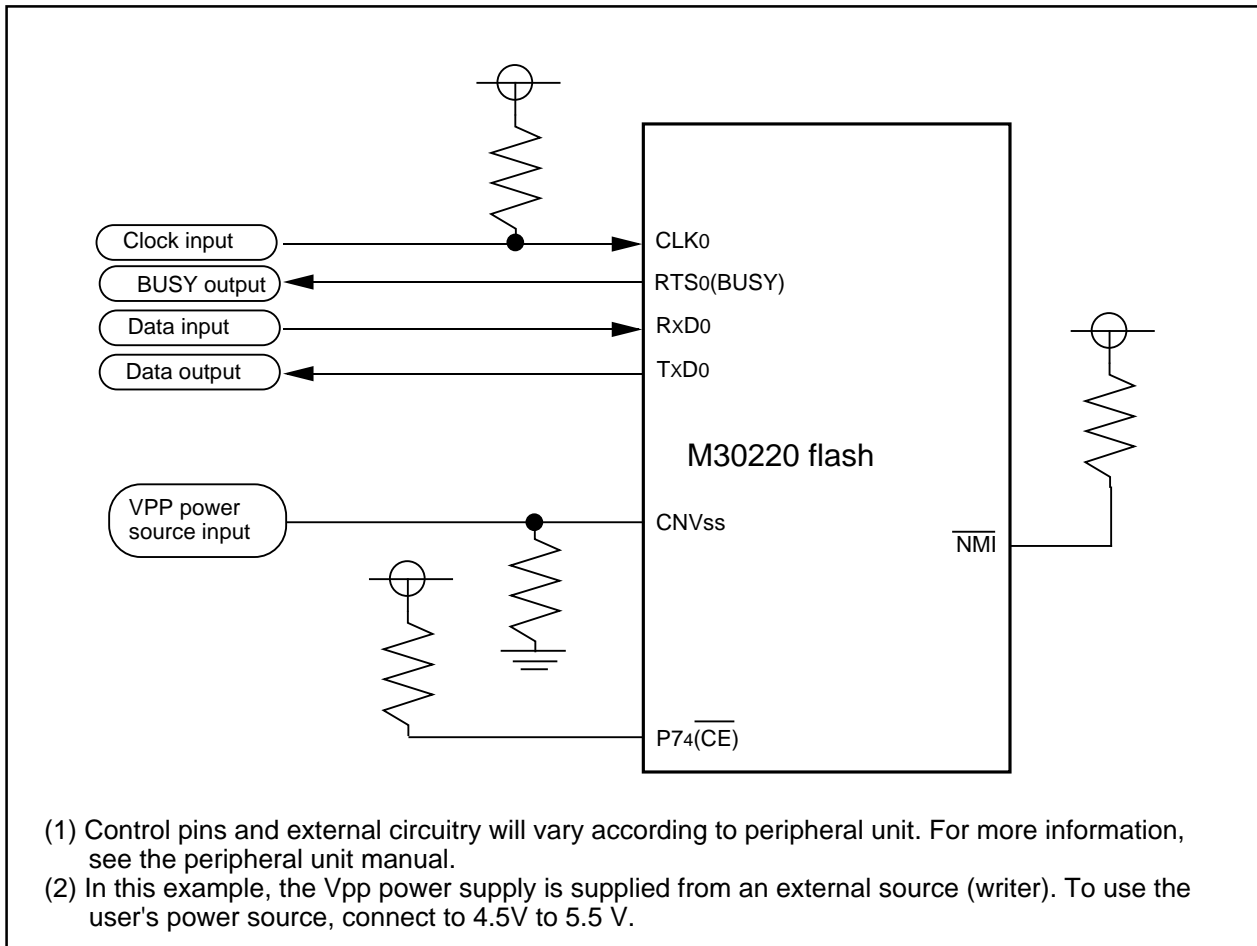 Clock input
CLK0
BUSY output
RTS0(BUSY)
Data input
RxD0
Data output
TxD0
M30220 flash
VPP power
source input
CNVss
NMI
P74(CE)
(1) Control pins and external circuitry will vary according to peripheral unit. For more information,
see the peripheral unit manual.
(2) In this example, the Vpp power supply is supplied from an external source (writer). To use the
user's power source, connect to 4.5V to 5.5 V.